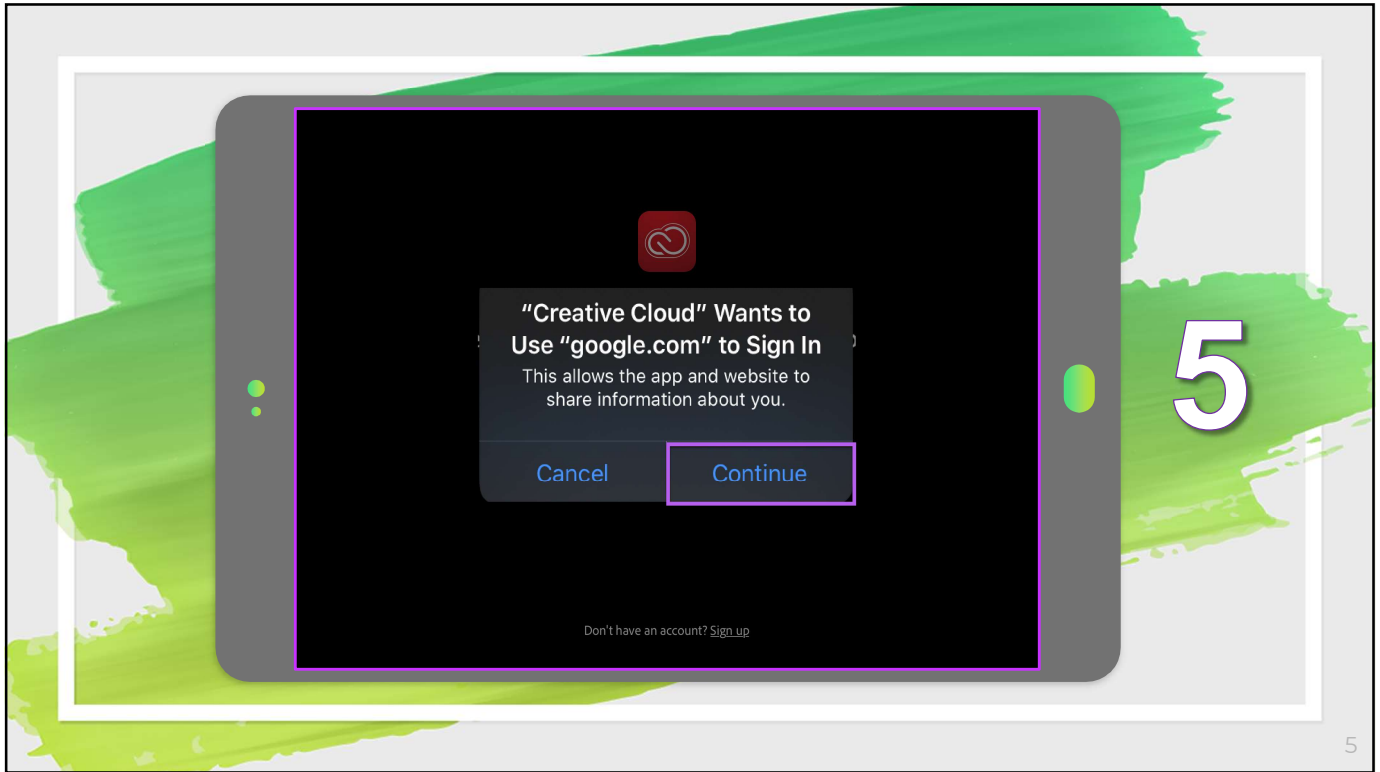 “Creative Cloud” Wants to
Use “google.com” to Sign In
This allows the app and website to
share information about you.
Cancel Continue
Don't have an account? Sign up
5
5